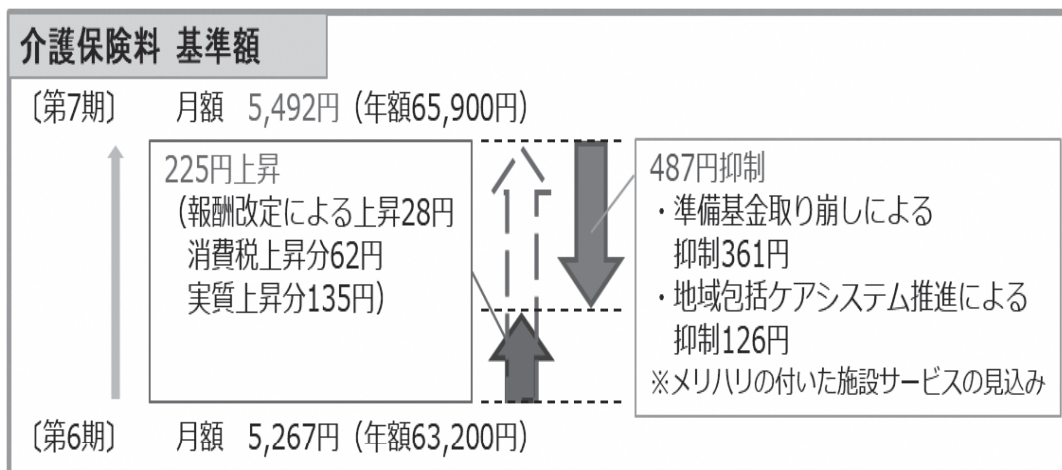 介護保険料 基準額
〔第7期〕 月額 5,492円（年額65,900円）
225円上昇
（報酬改定による上昇28円
消費税上昇分62円
実質上昇分135円）
487円抑制
・準備基金取り崩しによる
抑制361円
・地域包括ケアシステム推進による
抑制126円
※メリハリの付いた施設サービスの見込み
〔第6期〕 月額 5,267円（年額63,200円）